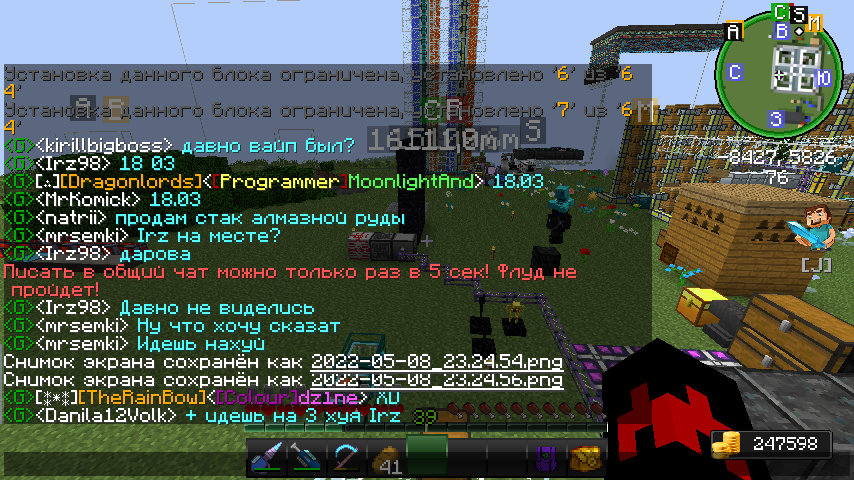 Установка данного блока ограничена, установлено '6' из '6
4'
Установка данного блока ограничена, установлено '7' из '6
4'
<G><kirillbigboss> давно вайп был?
<G><Irz98> 18 03
<G>[⛬][Dragonlords]<[Programmer]MoonlightAnd> 18.03
<G><MrKomick> 18.03
<G><natrii> продам стак алмазной руды
<G><mrsemki> Irz на месте?
<G><Irz98> дарова
Писать в общий чат можно только раз в 5 сек! Флуд не
пройдет!
<G><Irz98> Давно не виделись
<G><mrsemki> Ну что хочу сказат
<G><mrsemki> Идешь нахуй
Снимок экрана сохранён как 2022-05-08_23.24.54.png
Снимок экрана сохранён как 2022-05-08_23.24.56.png
<G>[⁂][TheRainBow]<[Colour]dz1ne> XU
<G><Danila12Volk> + идешь на 3 хуя Irz
39
41
A
C
S
M
B
C
Ю
З
-8427, 5826
76
[J]
247598